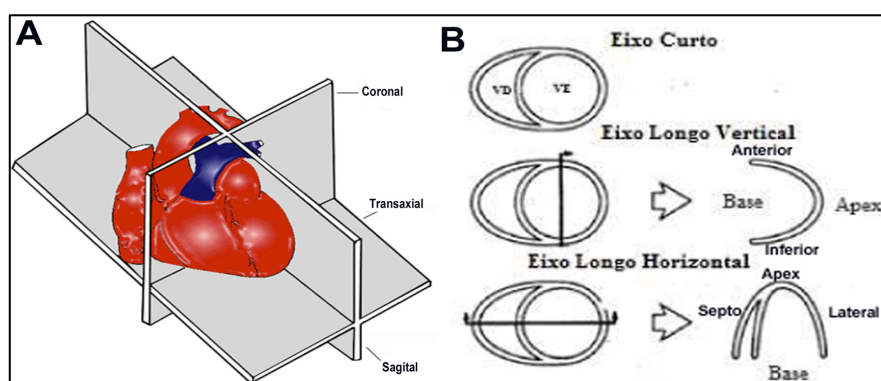 A
Coronal
Transaxial
Sagital
B
Eixo Curto
VD
VE
Eixo Longo Vertical
Anterior
Base
Apex
Inferior
Eixo Longo Horizontal
Apex
Septo
Lateral
Base